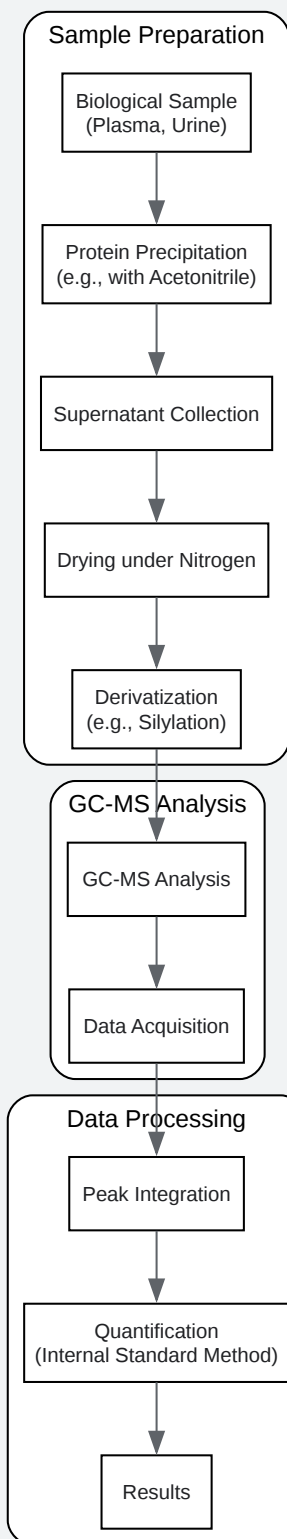 Sample Preparation
Biological Sample
(Plasma, Urine)
Protein Precipitation
(e.g., with Acetonitrile)
Supernatant Collection
Drying under Nitrogen
Derivatization
(e.g., Silylation)
GC-MS Analysis
GC-MS Analysis
Data Acquisition
Data Processing
Peak Integration
Quantification
(Internal Standard Method)
Results